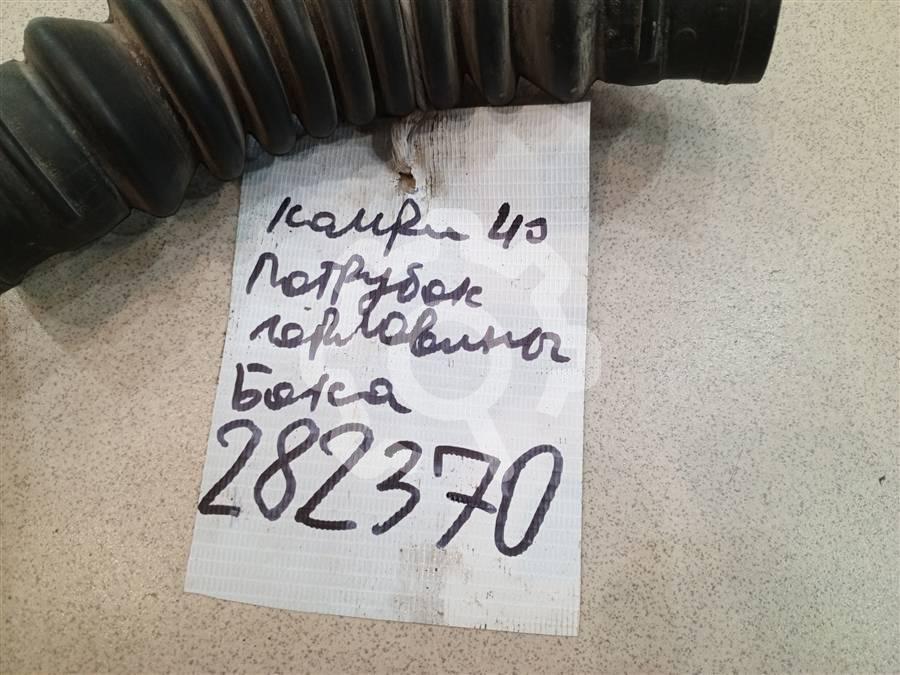 Камри 40
Патрубок
горловины
Бака
282370